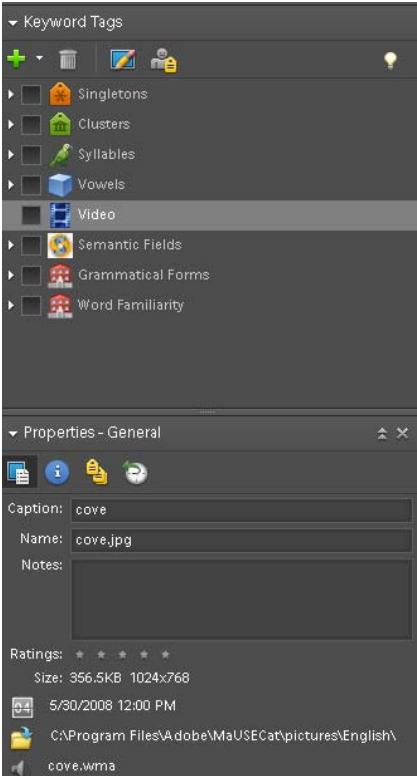 Keyword Tags
Singletons
Clusters
Syllables
Vowels
Video
Semantic Fields
Grammatical Forms
Word Familiarity
Properties - General
Caption: cove
Name: cove.jpg
Notes:
Ratings:
Size: 356.5KB 1024x768
04 5/30/2008 12:00 PM
C:\Program Files\Adobe\MaUSECat\pictures\English\
cove.wma